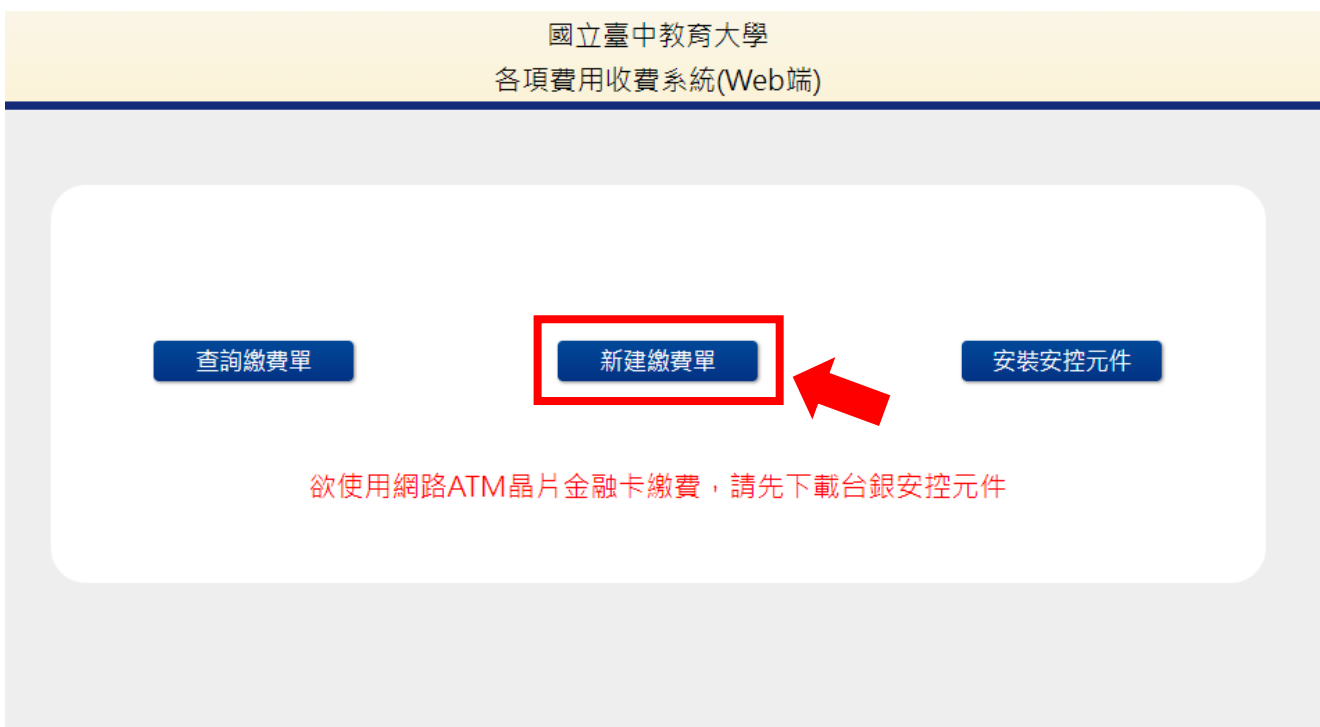 國立臺中教育大學
各項費用收費系統(Web端)
查詢繳費單
新建繳費單
安裝安控元件
欲使用網路ATM晶片金融卡繳費，請先下載台銀安控元件